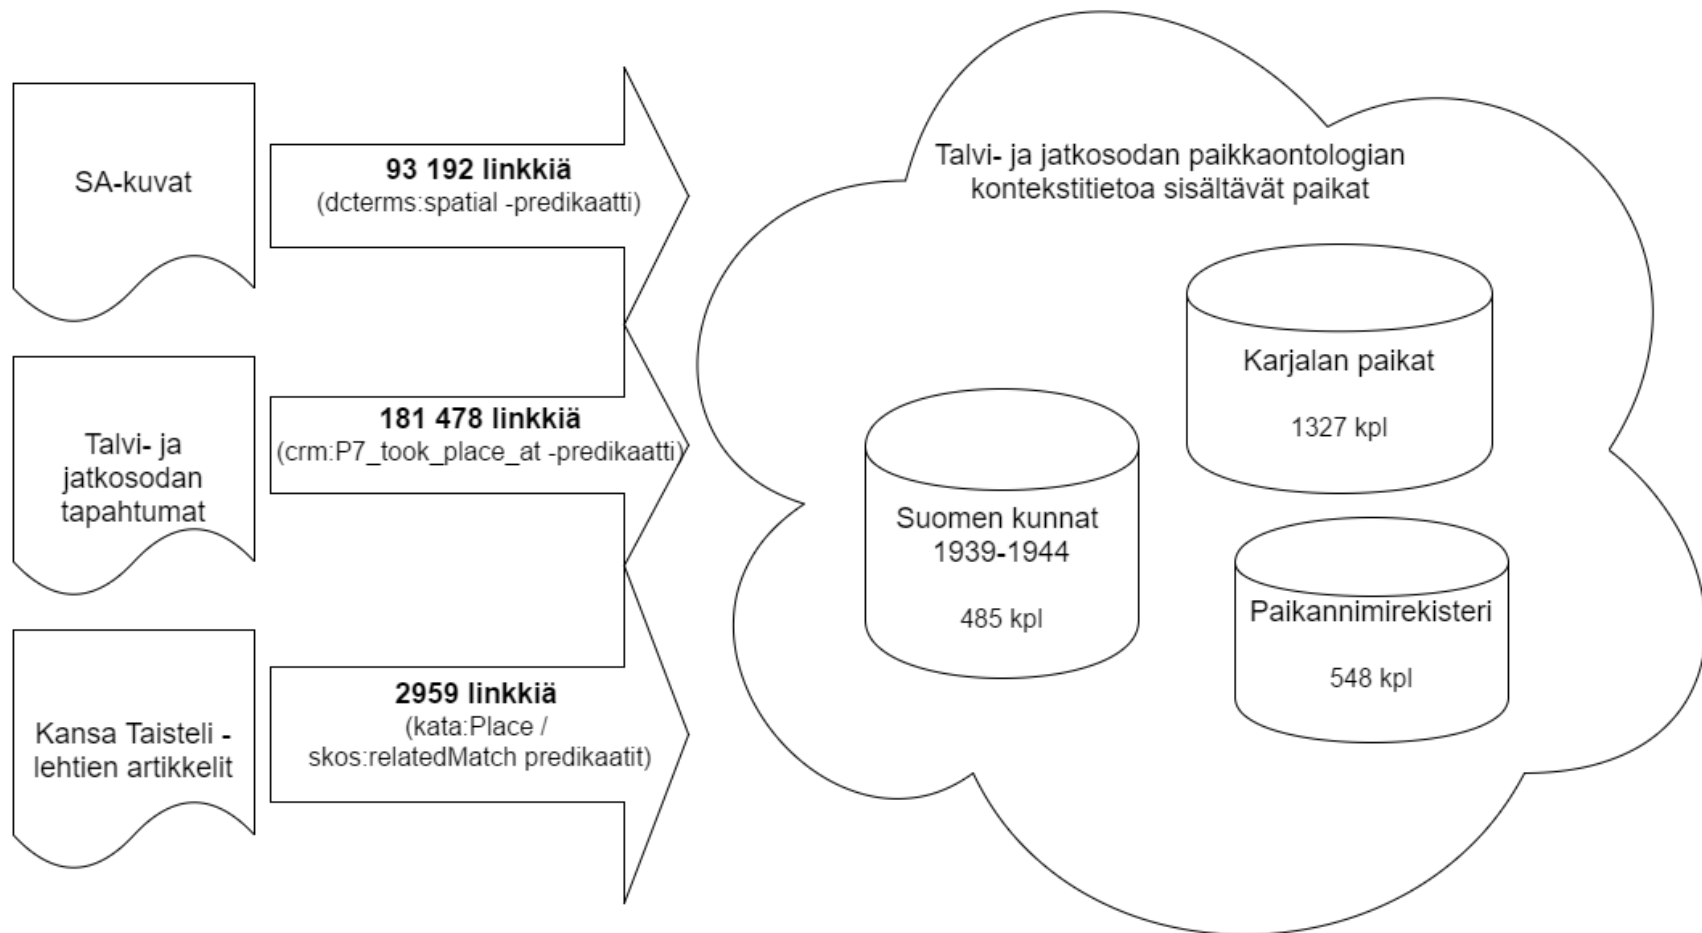 SA-kuvat
93 192 linkkiä
(dcterms:spatial -predikaatti)
Talvi- ja
jatkosodan
tapahtumat
181 478 linkkiä
(crm:P7_took_place_at -predikaatti)
Kansa Taisteli -
lehtien artikkelit
2959 linkkiä
(kata:Place /
skos:relatedMatch predikaatit)
Talvi- ja jatkosodan paikkaontologian
kontekstitietoa sisältävät paikat
Karjalan paikat
1327 kpl
Suomen kunnat
1939-1944
485 kpl
Paikannimirekisteri
548 kpl